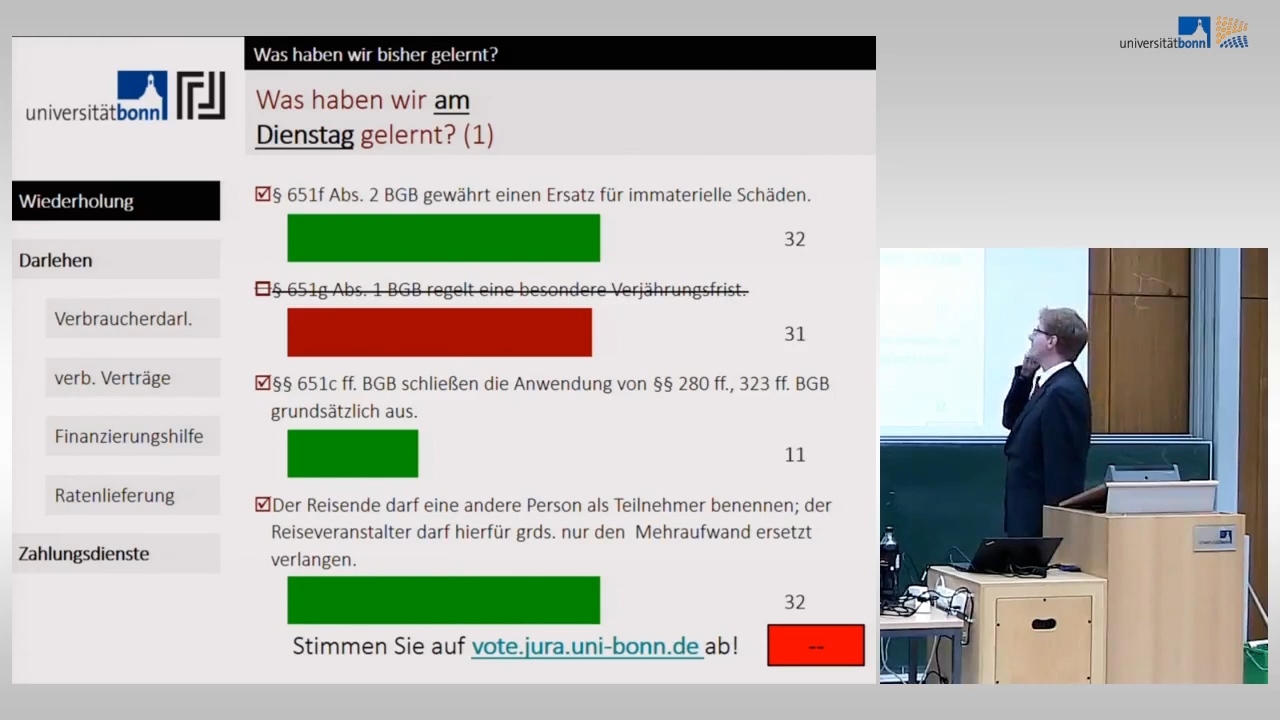 universitätbonn
Was haben wir bisher gelernt?
universitätbonn
Was haben wir am
Dienstag gelernt? (1)
Wiederholung
Darlehen
Verbraucherdarl.
verb. Verträge
Finanzierungshilfe
Ratenlieferung
Zahlungsdienste
§ 651f Abs. 2 BGB gewährt einen Ersatz für immaterielle Schäden.
32
§ 651g Abs. 1 BGB regelt eine besondere Verjährungsfrist.
31
§§ 651c ff. BGB schließen die Anwendung von §§ 280 ff., 323 ff. BGB
grundsätzlich aus.
11
Der Reisende darf eine andere Person als Teilnehmer benennen; der
Reiseveranstalter darf hierfür grds. nur den Mehraufwand ersetzt
verlangen.
32
Stimmen Sie auf vote.jura.uni-bonn.de ab!
--